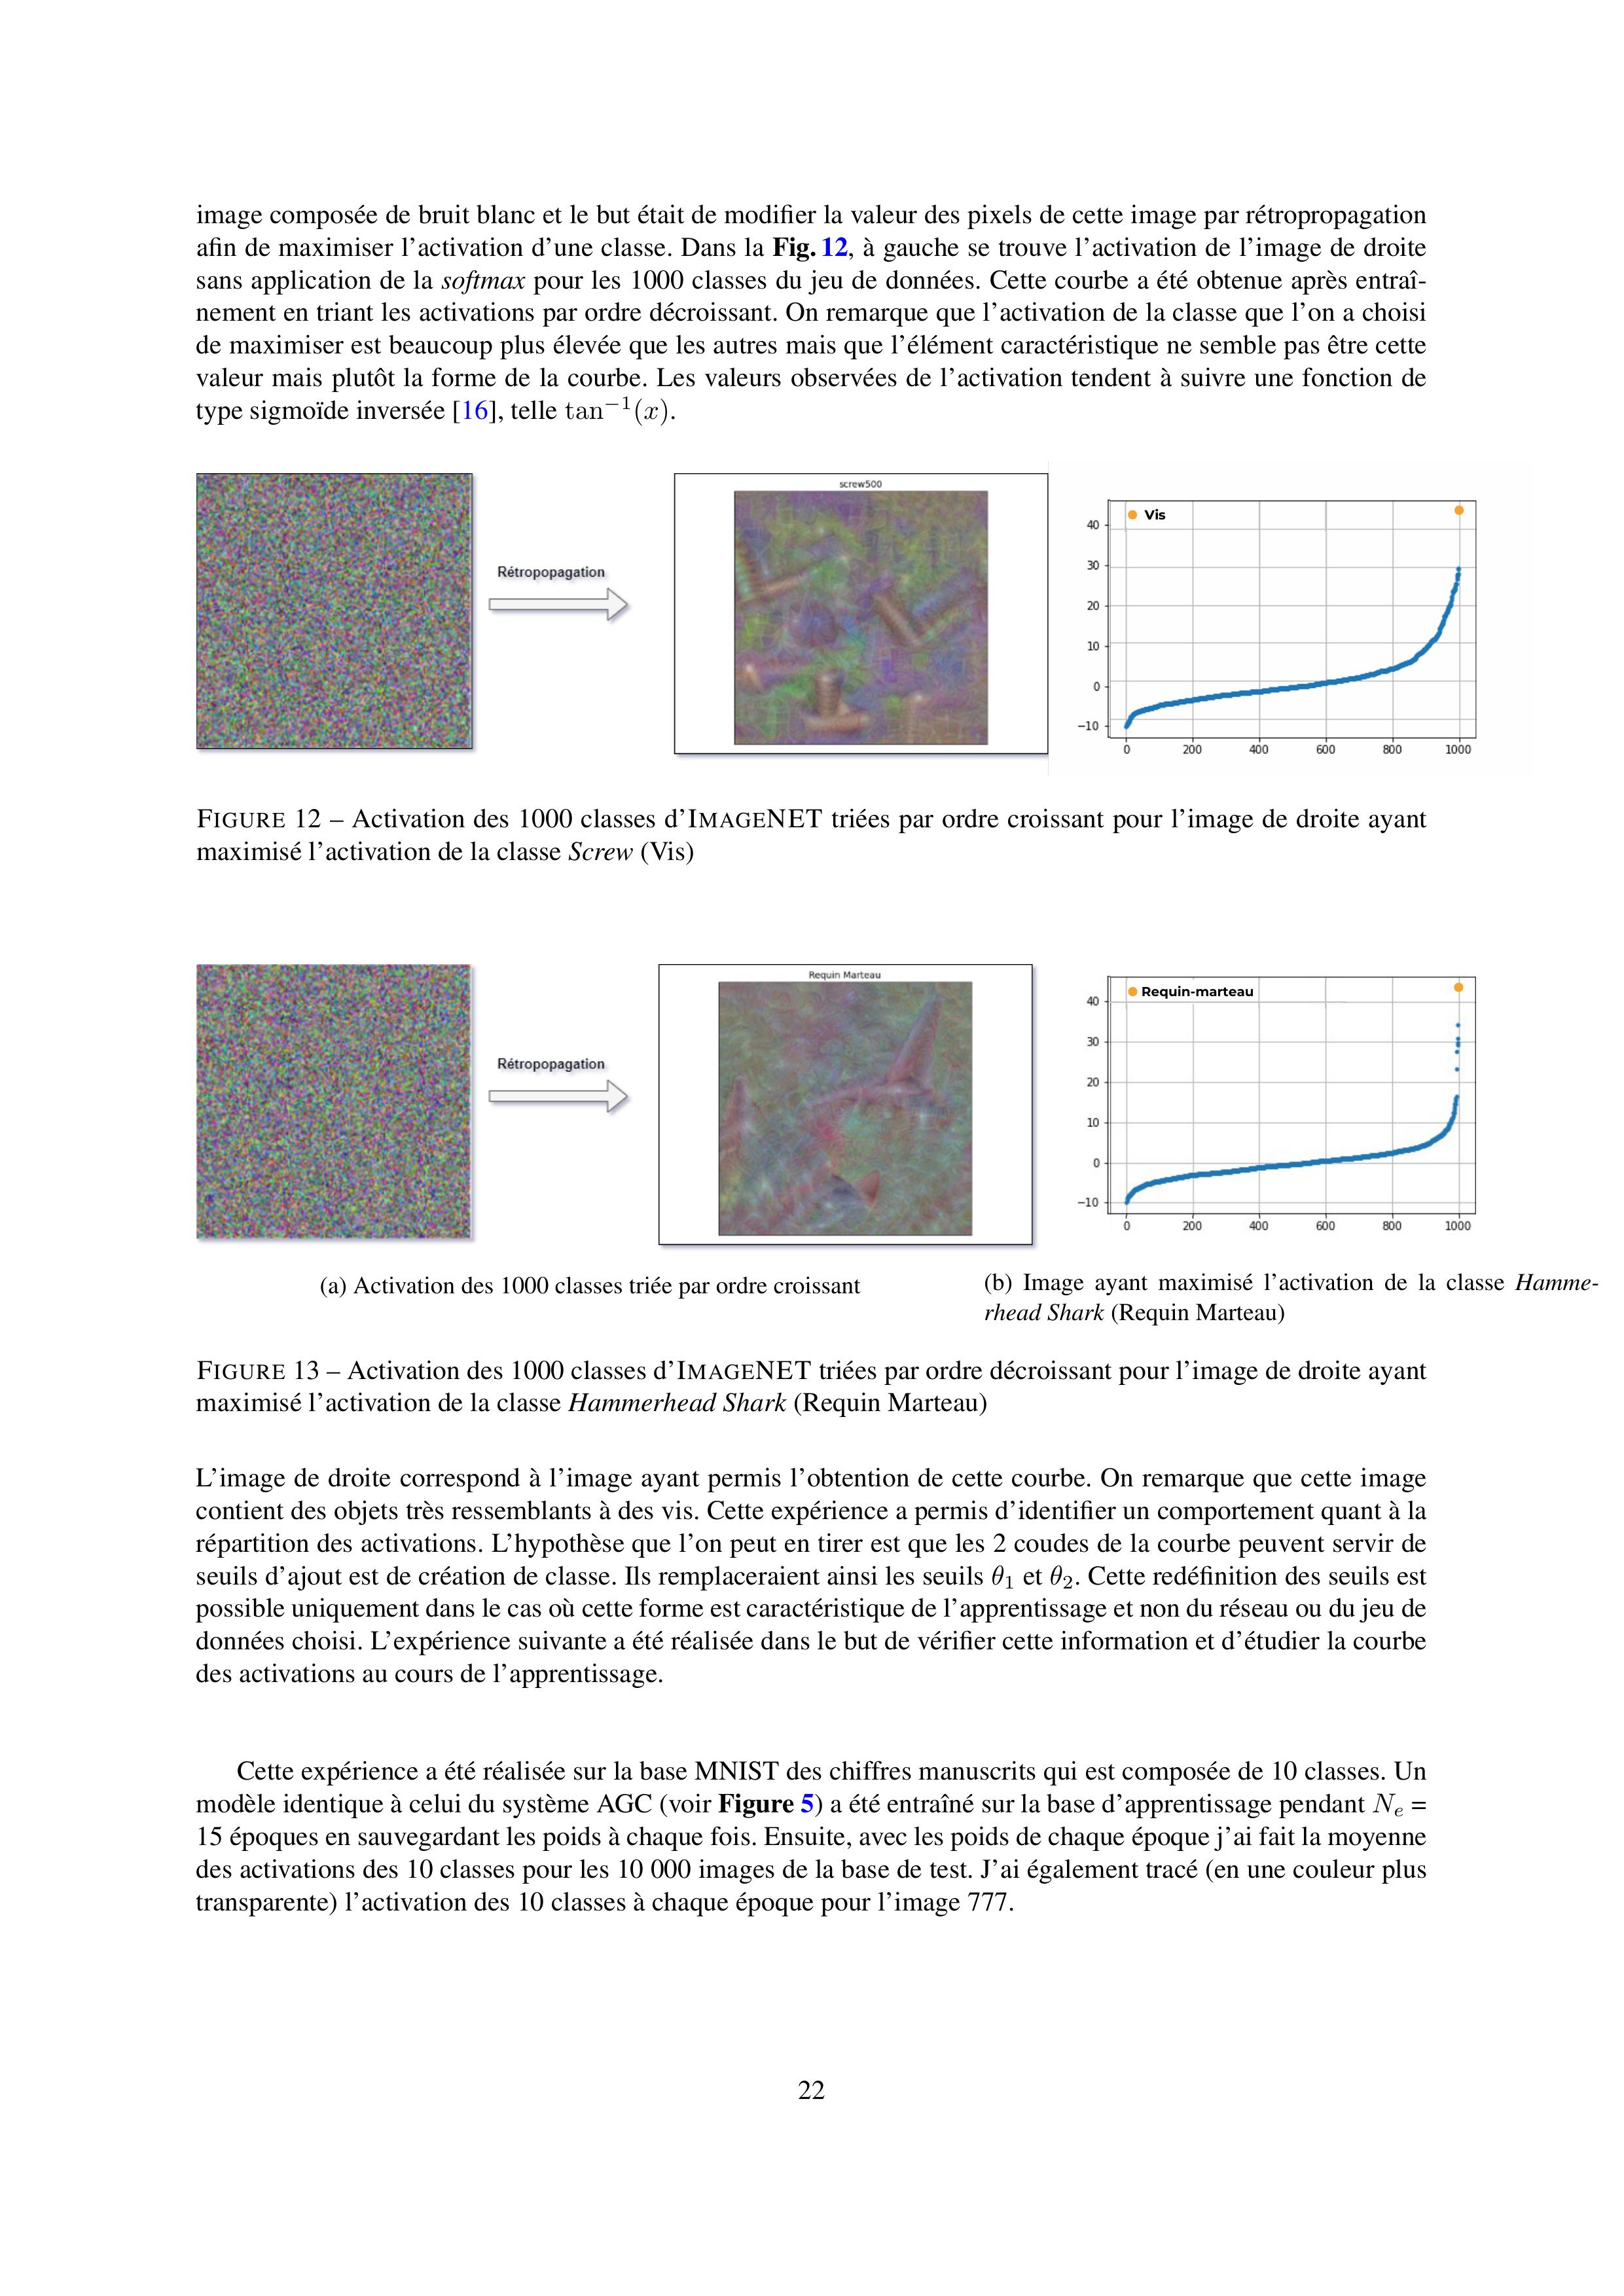 image composée de bruit blanc et le but était de modifier la valeur des pixels de cette image par rétropropagation
afin de maximiser l'activation d'une classe. Dans la Fig. 12, à gauche se trouve l'activation de l'image de droite
sans application de la softmax pour les 1000 classes du jeu de données. Cette courbe a été obtenue après entraî-
nement en triant les activations par ordre décroissant. On remarque que l'activation de la classe que l'on a choisi
de maximiser est beaucoup plus élevée que les autres mais que l'élément caractéristique ne semble pas être cette
valeur mais plutôt la forme de la courbe. Les valeurs observées de l'activation tendent à suivre une fonction de
type sigmoïde inversée [16], telle tan⁻¹(x).
screw500
Rétropopagation
Vis
40
30
20
10
0
−10
0 200 400 600 800 1000
FIGURE 12 – Activation des 1000 classes d'IMAGENET triées par ordre croissant pour l'image de droite ayant
maximisé l'activation de la classe Screw (Vis)
Requin Marteau
Rétropopagation
Requin-marteau
40
30
20
10
0
−10
0 200 400 600 800 1000
(a) Activation des 1000 classes triée par ordre croissant
(b) Image ayant maximisé l'activation de la classe Hamme-
rhead Shark (Requin Marteau)
FIGURE 13 – Activation des 1000 classes d'IMAGENET triées par ordre décroissant pour l'image de droite ayant
maximisé l'activation de la classe Hammerhead Shark (Requin Marteau)
L'image de droite correspond à l'image ayant permis l'obtention de cette courbe. On remarque que cette image
contient des objets très ressemblants à des vis. Cette expérience a permis d'identifier un comportement quant à la
répartition des activations. L'hypothèse que l'on peut en tirer est que les 2 coudes de la courbe peuvent servir de
seuils d'ajout est de création de classe. Ils remplaceraient ainsi les seuils θ₁ et θ₂. Cette redéfinition des seuils est
possible uniquement dans le cas où cette forme est caractéristique de l'apprentissage et non du réseau ou du jeu de
données choisi. L'expérience suivante a été réalisée dans le but de vérifier cette information et d'étudier la courbe
des activations au cours de l'apprentissage.
Cette expérience a été réalisée sur la base MNIST des chiffres manuscrits qui est composée de 10 classes. Un
modèle identique à celui du système AGC (voir Figure 5) a été entraîné sur la base d'apprentissage pendant Nₑ =
15 époques en sauvegardant les poids à chaque fois. Ensuite, avec les poids de chaque époque j'ai fait la moyenne
des activations des 10 classes pour les 10 000 images de la base de test. J'ai également tracé (en une couleur plus
transparente) l'activation des 10 classes à chaque époque pour l'image 777.
22